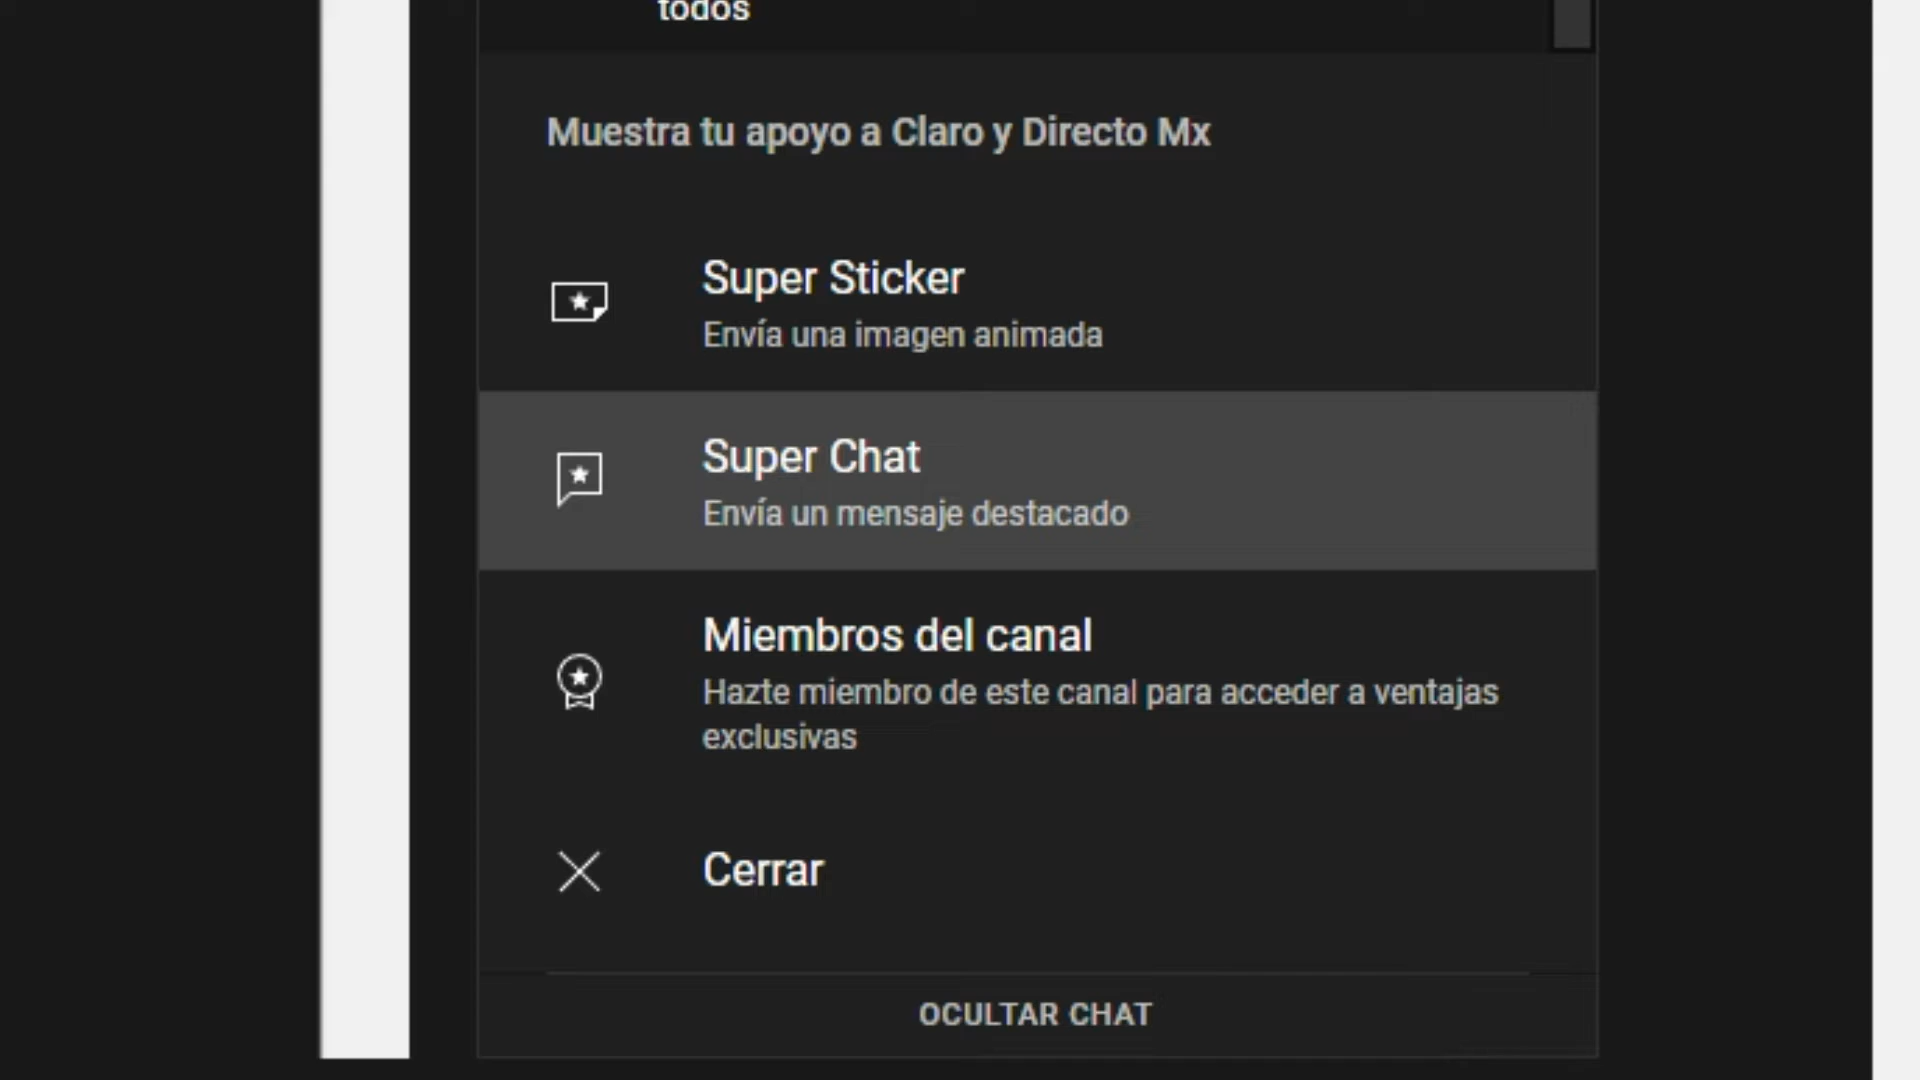 todos
Muestra tu apoyo a Claro y Directo Mx
Super Sticker
Envía una imagen animada
Super Chat
Envía un mensaje destacado
Miembros del canal
Hazte miembro de este canal para acceder a ventajas
exclusivas
Cerrar
OCULTAR CHAT